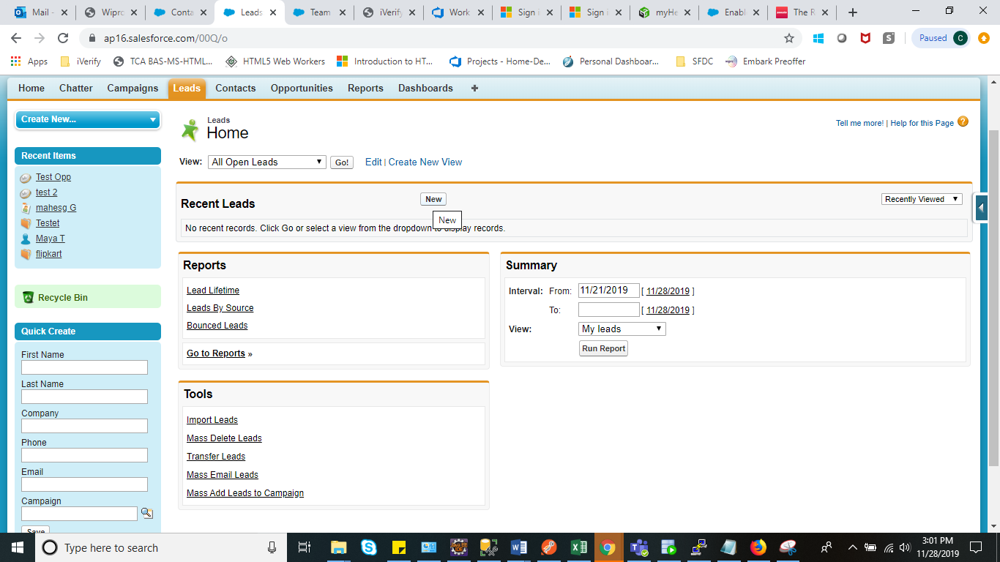 Mail -
Wipro
Conta
Leads
Team
iVerify
Work
Sign i
Sign i
myHe
Enabl
The R
ap16.salesforce.com/00Q/o
Paused C
Apps iVerify TCA BAS-MS-HTML... HTML5 Web Workers Introduction to HT... Projects - Home-De... Personal Dashboar... SFDC Embark Preoffer
Home Chatter Campaigns Leads Contacts Opportunities Reports Dashboards +
Create New...
Leads
Home
Tell me more! | Help for this Page ?
Recent Items
Test Opp
test 2
mahesg G
Testet
Maya T
flipkart
View: All Open Leads Go! Edit | Create New View
Recent Leads New Recently Viewed
New
No recent records. Click Go or select a view from the dropdown to display records.
Recycle Bin
Quick Create
First Name
Last Name
Company
Phone
Email
Campaign
Save
Reports
Lead Lifetime
Leads By Source
Bounced Leads
Go to Reports »
Summary
Interval: From: 11/21/2019 [ 11/28/2019 ]
To: [ 11/28/2019 ]
View: My leads
Run Report
Tools
Import Leads
Mass Delete Leads
Transfer Leads
Mass Email Leads
Mass Add Leads to Campaign
Type here to search
3:01 PM
11/28/2019